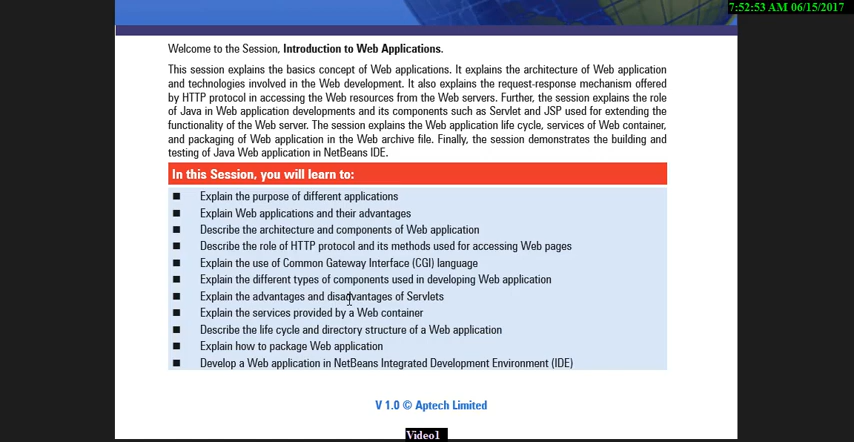 7:52:53 AM 06/15/2017
Welcome to the Session, Introduction to Web Applications.
This session explains the basics concept of Web applications. It explains the architecture of Web application
and technologies involved in the Web development. It also explains the request-response mechanism offered
by HTTP protocol in accessing the Web resources from the Web servers. Further, the session explains the role
of Java in Web application developments and its components such as Servlet and JSP used for extending the
functionality of the Web server. The session explains the Web application life cycle, services of Web container,
and packaging of Web application in the Web archive file. Finally, the session demonstrates the building and
testing of Java Web application in NetBeans IDE.
In this Session, you will learn to:
■ Explain the purpose of different applications
■ Explain Web applications and their advantages
■ Describe the architecture and components of Web application
■ Describe the role of HTTP protocol and its methods used for accessing Web pages
■ Explain the use of Common Gateway Interface (CGI) language
■ Explain the different types of components used in developing Web application
■ Explain the advantages and disadvantages of Servlets
■ Explain the services provided by a Web container
■ Describe the life cycle and directory structure of a Web application
■ Explain how to package Web application
■ Develop a Web application in NetBeans Integrated Development Environment (IDE)
V 1.0 © Aptech Limited
Video1